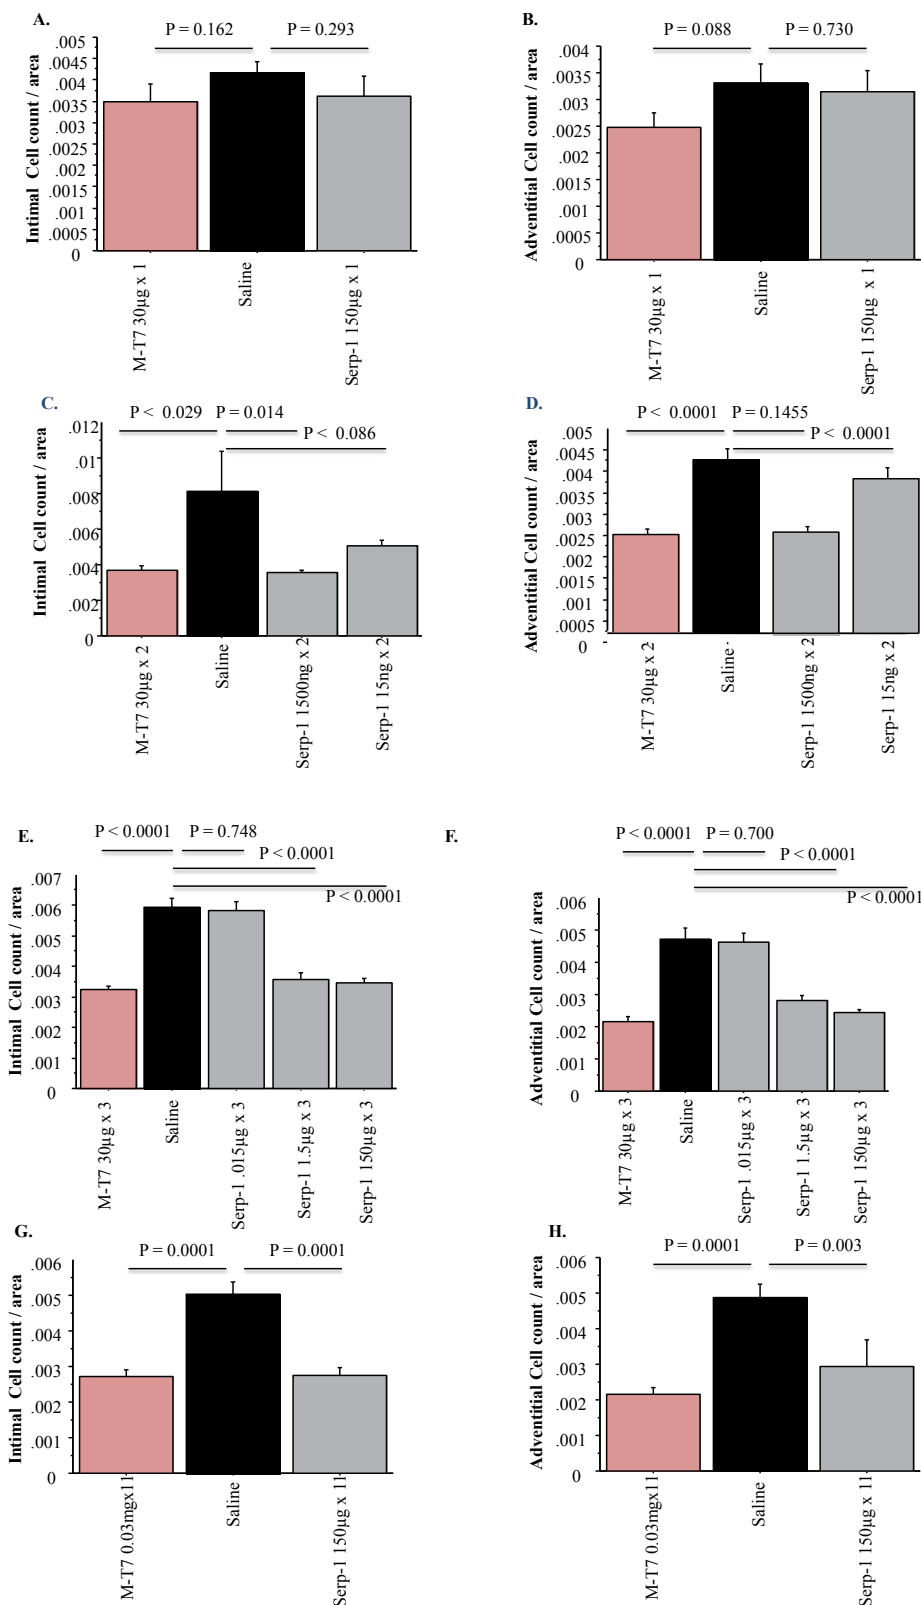 A.
P = 0.162
P = 0.293
Intimal Cell count / area
.005
.0045
.004
.0035
.003
.0025
.002
.0015
.001
.0005
0
M-T7 30µg x 1
Saline
Serp-1 150µg x 1
B.
P = 0.088
P = 0.730
Adventitial Cell count / area
.004
.0035
.003
.0025
.002
.0015
.001
.0005
0
M-T7 30µg x 1
Saline
Serp-1 150µg x 1
C.
P < 0.029
P = 0.014
P < 0.086
Intimal Cell count / area
.012
.01
.008
.006
.004
.002
0
M-T7 30µg x 2
Saline
Serp-1 1500ng x 2
Serp-1 15ng x 2
D.
P < 0.0001
P = 0.1455
P < 0.0001
Adventitial Cell count / area
.005
.0045
.004
.0035
.003
.0025
.002
.0015
.001
.0005
0
M-T7 30µg x 2
Saline
Serp-1 1500ng x 2
Serp-1 15ng x 2
E.
P < 0.0001
P = 0.748
P < 0.0001
P < 0.0001
Intimal Cell count / area
.007
.006
.005
.004
.003
.002
.001
0
M-T7 30µg x 3
Saline
Serp-1 .015µg x 3
Serp-1 1.5µg x 3
Serp-1 150µg x 3
F.
P < 0.0001
P = 0.700
P < 0.0001
P < 0.0001
Adventitial Cell count / area
.006
.005
.004
.003
.002
.001
0
M-T7 30µg x 3
Saline
Serp-1 .015µg x 3
Serp-1 1.5µg x 3
Serp-1 150µg x 3
G.
P = 0.0001
P = 0.0001
Intimal Cell count / area
.006
.005
.004
.003
.002
.001
0
M-T7 0.03mgx11
Saline
Serp-1 150µg x 11
H.
P = 0.0001
P = 0.003
Adventitial Cell count / area
.006
.005
.004
.003
.002
.001
0
M-T7 0.03mgx11
Saline
Serp-1 150µg x 11